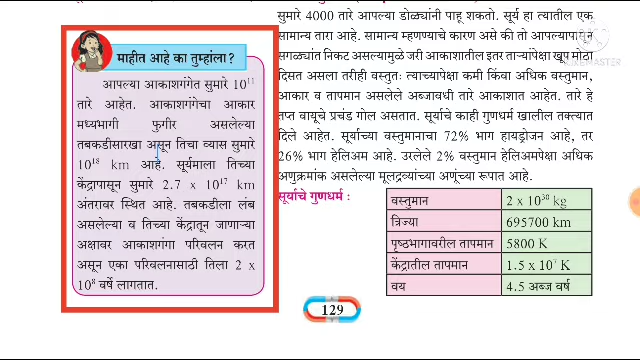 माहीत आहे का तुम्हांला ?
आपल्या आकाशगंगेत सुमारे 10¹¹
तारे आहेत. आकाशगंगेचा आकार
मध्यभागी फुगीर असलेल्या
तबकडीसारखा असून तिचा व्यास सुमारे
10¹⁸ km आहे. सूर्यमाला तिच्या
केंद्रापासून सुमारे 2.7 x 10¹⁷ km
अंतरावर स्थित आहे. तबकडीला लंब
असलेल्या व तिच्या केंद्रातून जाणाऱ्या
अक्षावर आकाशगंगा परिवलन करत
असून एका परिवलनासाठी तिला 2 x
10⁸ वर्षे लागतात.
सुमारे 4000 तारे आपल्या डोळ्यांनी पाहू शकतो. सूर्य हा त्यातील एक
सामान्य तारा आहे. सामान्य म्हणण्याचे कारण असे की तो आपल्यापासून
सगळ्यांत निकट असल्यामुळे जरी आकाशातील इतर ताऱ्यांपेक्षा खूप मोठा
दिसत असला तरीही वस्तुतः त्याच्यापेक्षा कमी किंवा अधिक वस्तुमान,
आकार व तापमान असलेले अब्जावधी तारे आकाशात आहेत. तारे हे
तप्त वायूचे प्रचंड गोल असतात. सूर्याचे काही गुणधर्म खालील तक्त्यात
दिले आहेत. सूर्याच्या वस्तुमानाचा 72% भाग हायड्रोजन आहे, तर
26% भाग हेलिअम आहे. उरलेले 2% वस्तुमान हेलिअमपेक्षा अधिक
अणुक्रमांक असलेल्या मूलद्रव्यांच्या अणूंच्या रूपात आहे.
सूर्याचे गुणधर्म :
वस्तुमान 2 x 10³⁰ kg
त्रिज्या 695700 km
पृष्ठभागावरील तापमान 5800 K
केंद्रातील तापमान 1.5 x 10⁷ K
वय 4.5 अब्ज वर्ष
129